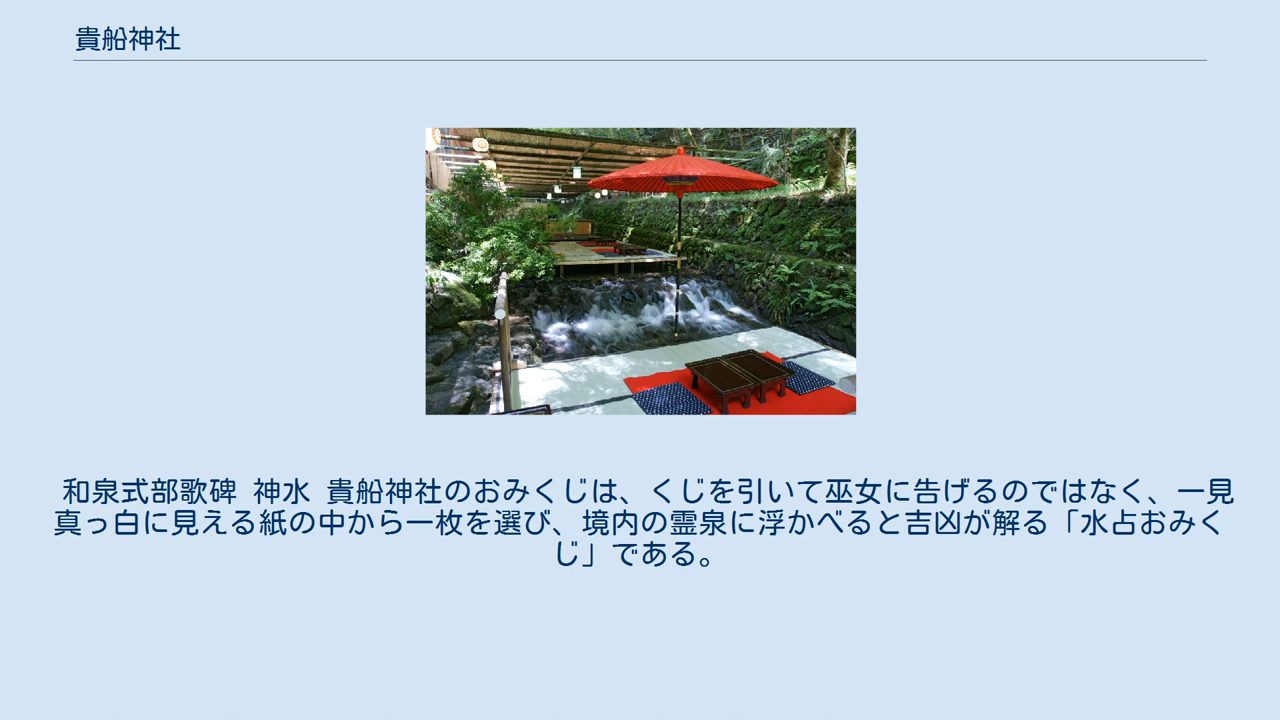 貴船神社
和泉式部歌碑 神水 貴船神社のおみくじは、くじを引いて巫女に告げるのではなく、一見
真っ白に見える紙の中から一枚を選び、境内の霊泉に浮かべると吉凶が解る「水占おみく
じ」である。